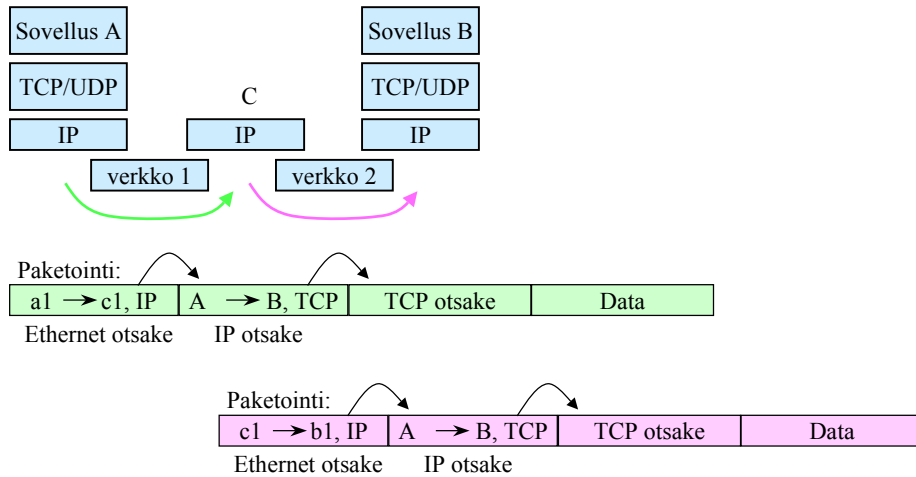 Sovellus A
Sovellus B
TCP/UDP
TCP/UDP
C
IP
IP
IP
verkko 1
verkko 2
Paketointi:
a1 → c1, IP
A → B, TCP
TCP otsake
Data
Ethernet otsake
IP otsake
Paketointi:
c1 → b1, IP
A → B, TCP
TCP otsake
Data
Ethernet otsake
IP otsake